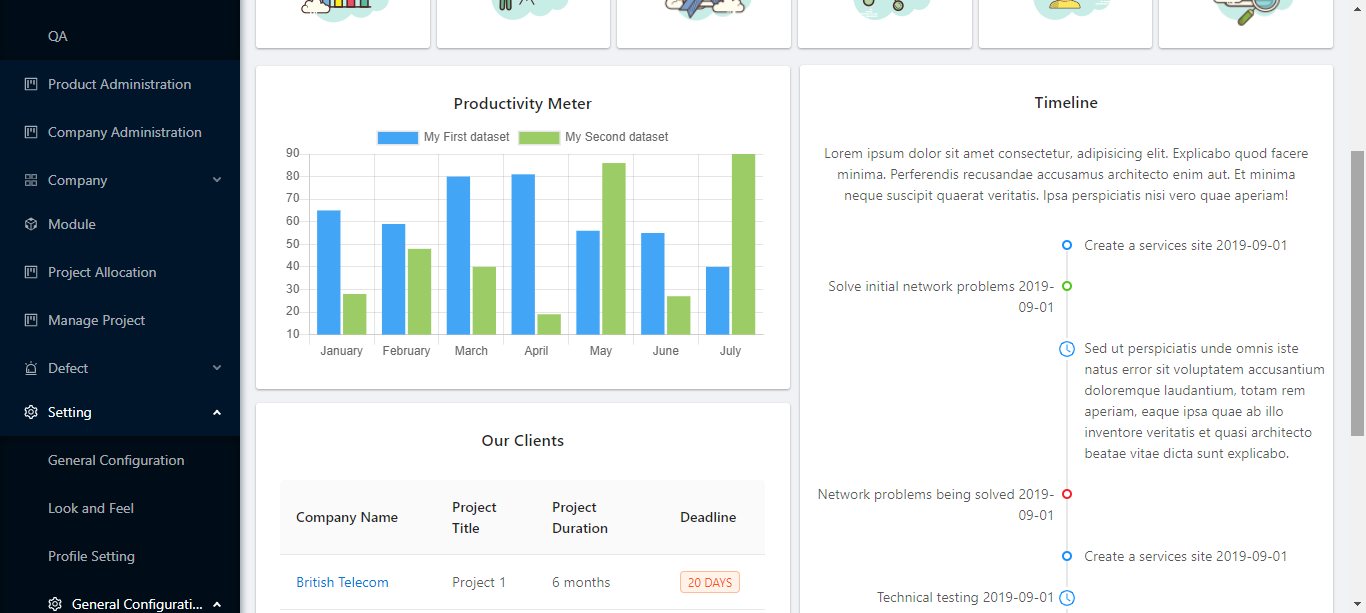 QA
Product Administration
Company Administration
Company
Module
Project Allocation
Manage Project
Defect
Setting
General Configuration
Look and Feel
Profile Setting
General Configurati...
Productivity Meter
My First dataset My Second dataset
90
80
70
60
50
40
30
20
10
January February March April May June July
Our Clients
Company Name Project Title Project Duration Deadline
British Telecom Project 1 6 months 20 DAYS
Timeline
Lorem ipsum dolor sit amet consectetur, adipisicing elit. Explicabo quod facere
minima. Perferendis recusandae accusamus architecto enim aut. Et minima
neque suscipit quaerat veritatis. Ipsa perspiciatis nisi vero quae aperiam!
Create a services site 2019-09-01
Solve initial network problems 2019-
09-01
Sed ut perspiciatis unde omnis iste
natus error sit voluptatem accusantium
doloremque laudantium, totam rem
aperiam, eaque ipsa quae ab illo
inventore veritatis et quasi architecto
beatae vitae dicta sunt explicabo.
Network problems being solved 2019-
09-01
Create a services site 2019-09-01
Technical testing 2019-09-01